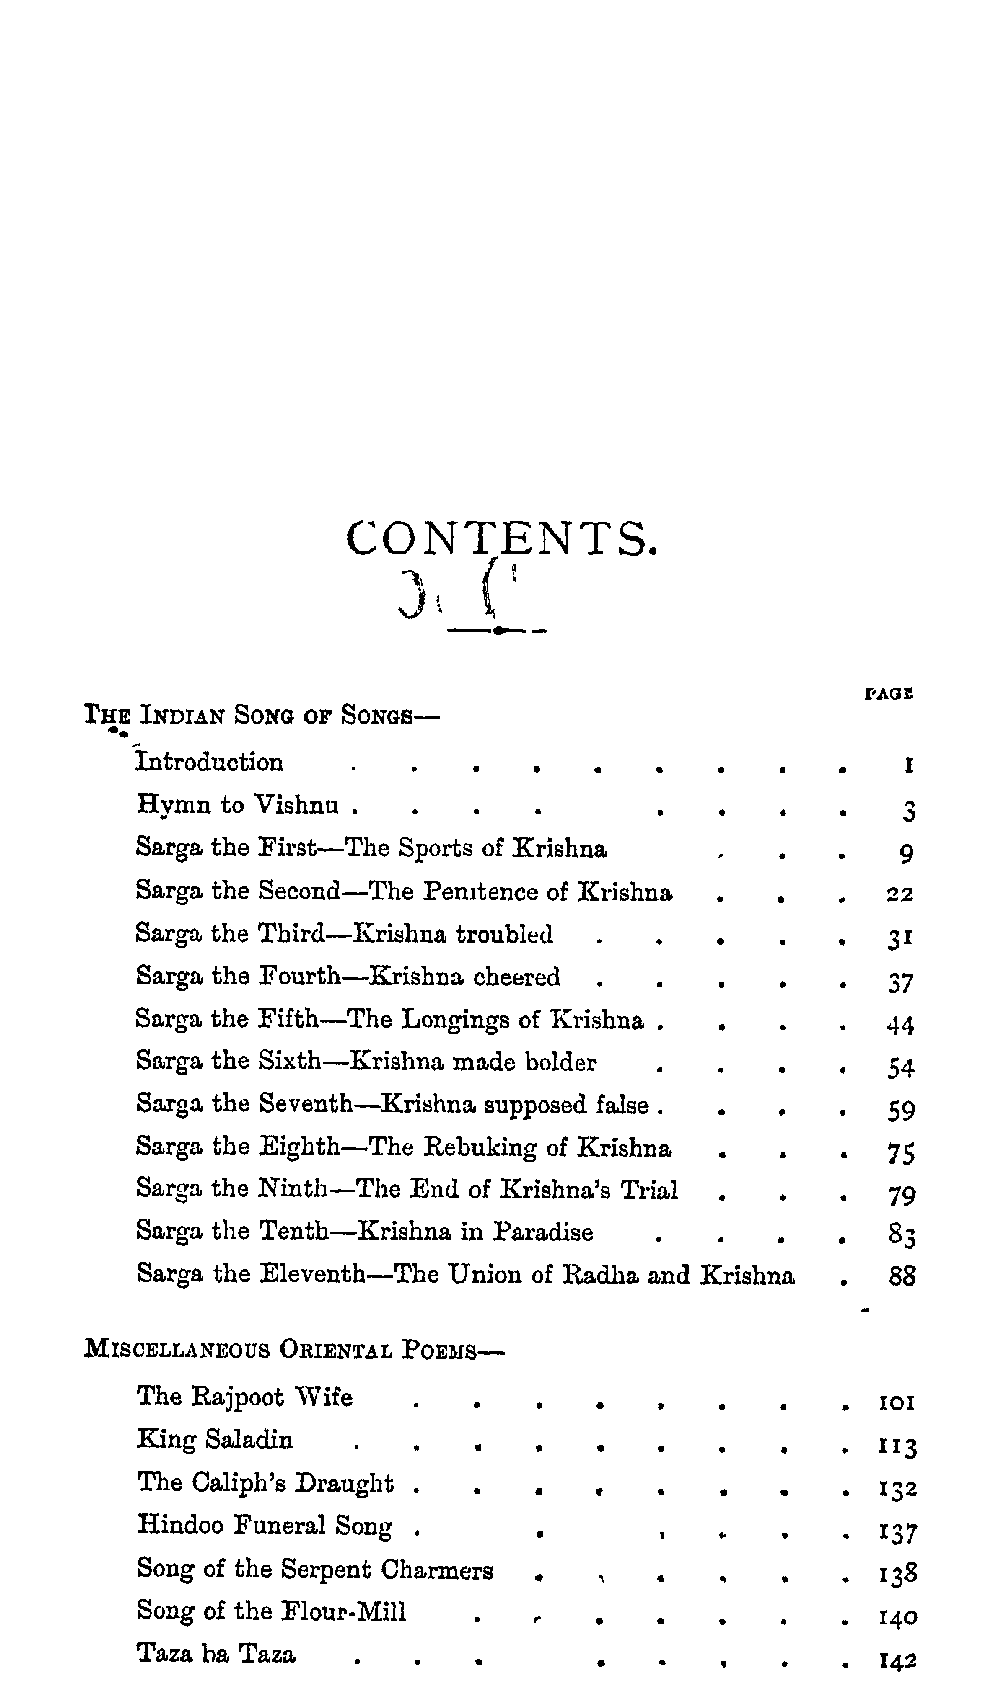 CONTENTS.
PAGE
THE INDIAN SONG OF SONGS—
Introduction . . . . . . . . . 1
Hymn to Vishnu . . . . . . . . 3
Sarga the First—The Sports of Krishna . . . 9
Sarga the Second—The Penitence of Krishna . . . 22
Sarga the Third—Krishna troubled . . . . . 31
Sarga the Fourth—Krishna cheered . . . . . 37
Sarga the Fifth—The Longings of Krishna . . . . 44
Sarga the Sixth—Krishna made bolder . . . . 54
Sarga the Seventh—Krishna supposed false . . . . 59
Sarga the Eighth—The Rebuking of Krishna . . . 75
Sarga the Ninth—The End of Krishna's Trial . . . 79
Sarga the Tenth—Krishna in Paradise . . . . 83
Sarga the Eleventh—The Union of Radha and Krishna . 88
MISCELLANEOUS ORIENTAL POEMS—
The Rajpoot Wife . . . . . . . . 101
King Saladin . . . . . . . . . 113
The Caliph's Draught . . . . . . . . 132
Hindoo Funeral Song . . . . . . 137
Song of the Serpent Charmers . . . . . . 138
Song of the Flour-Mill . . . . . . . 140
Taza ba Taza . . . . . . . . 142